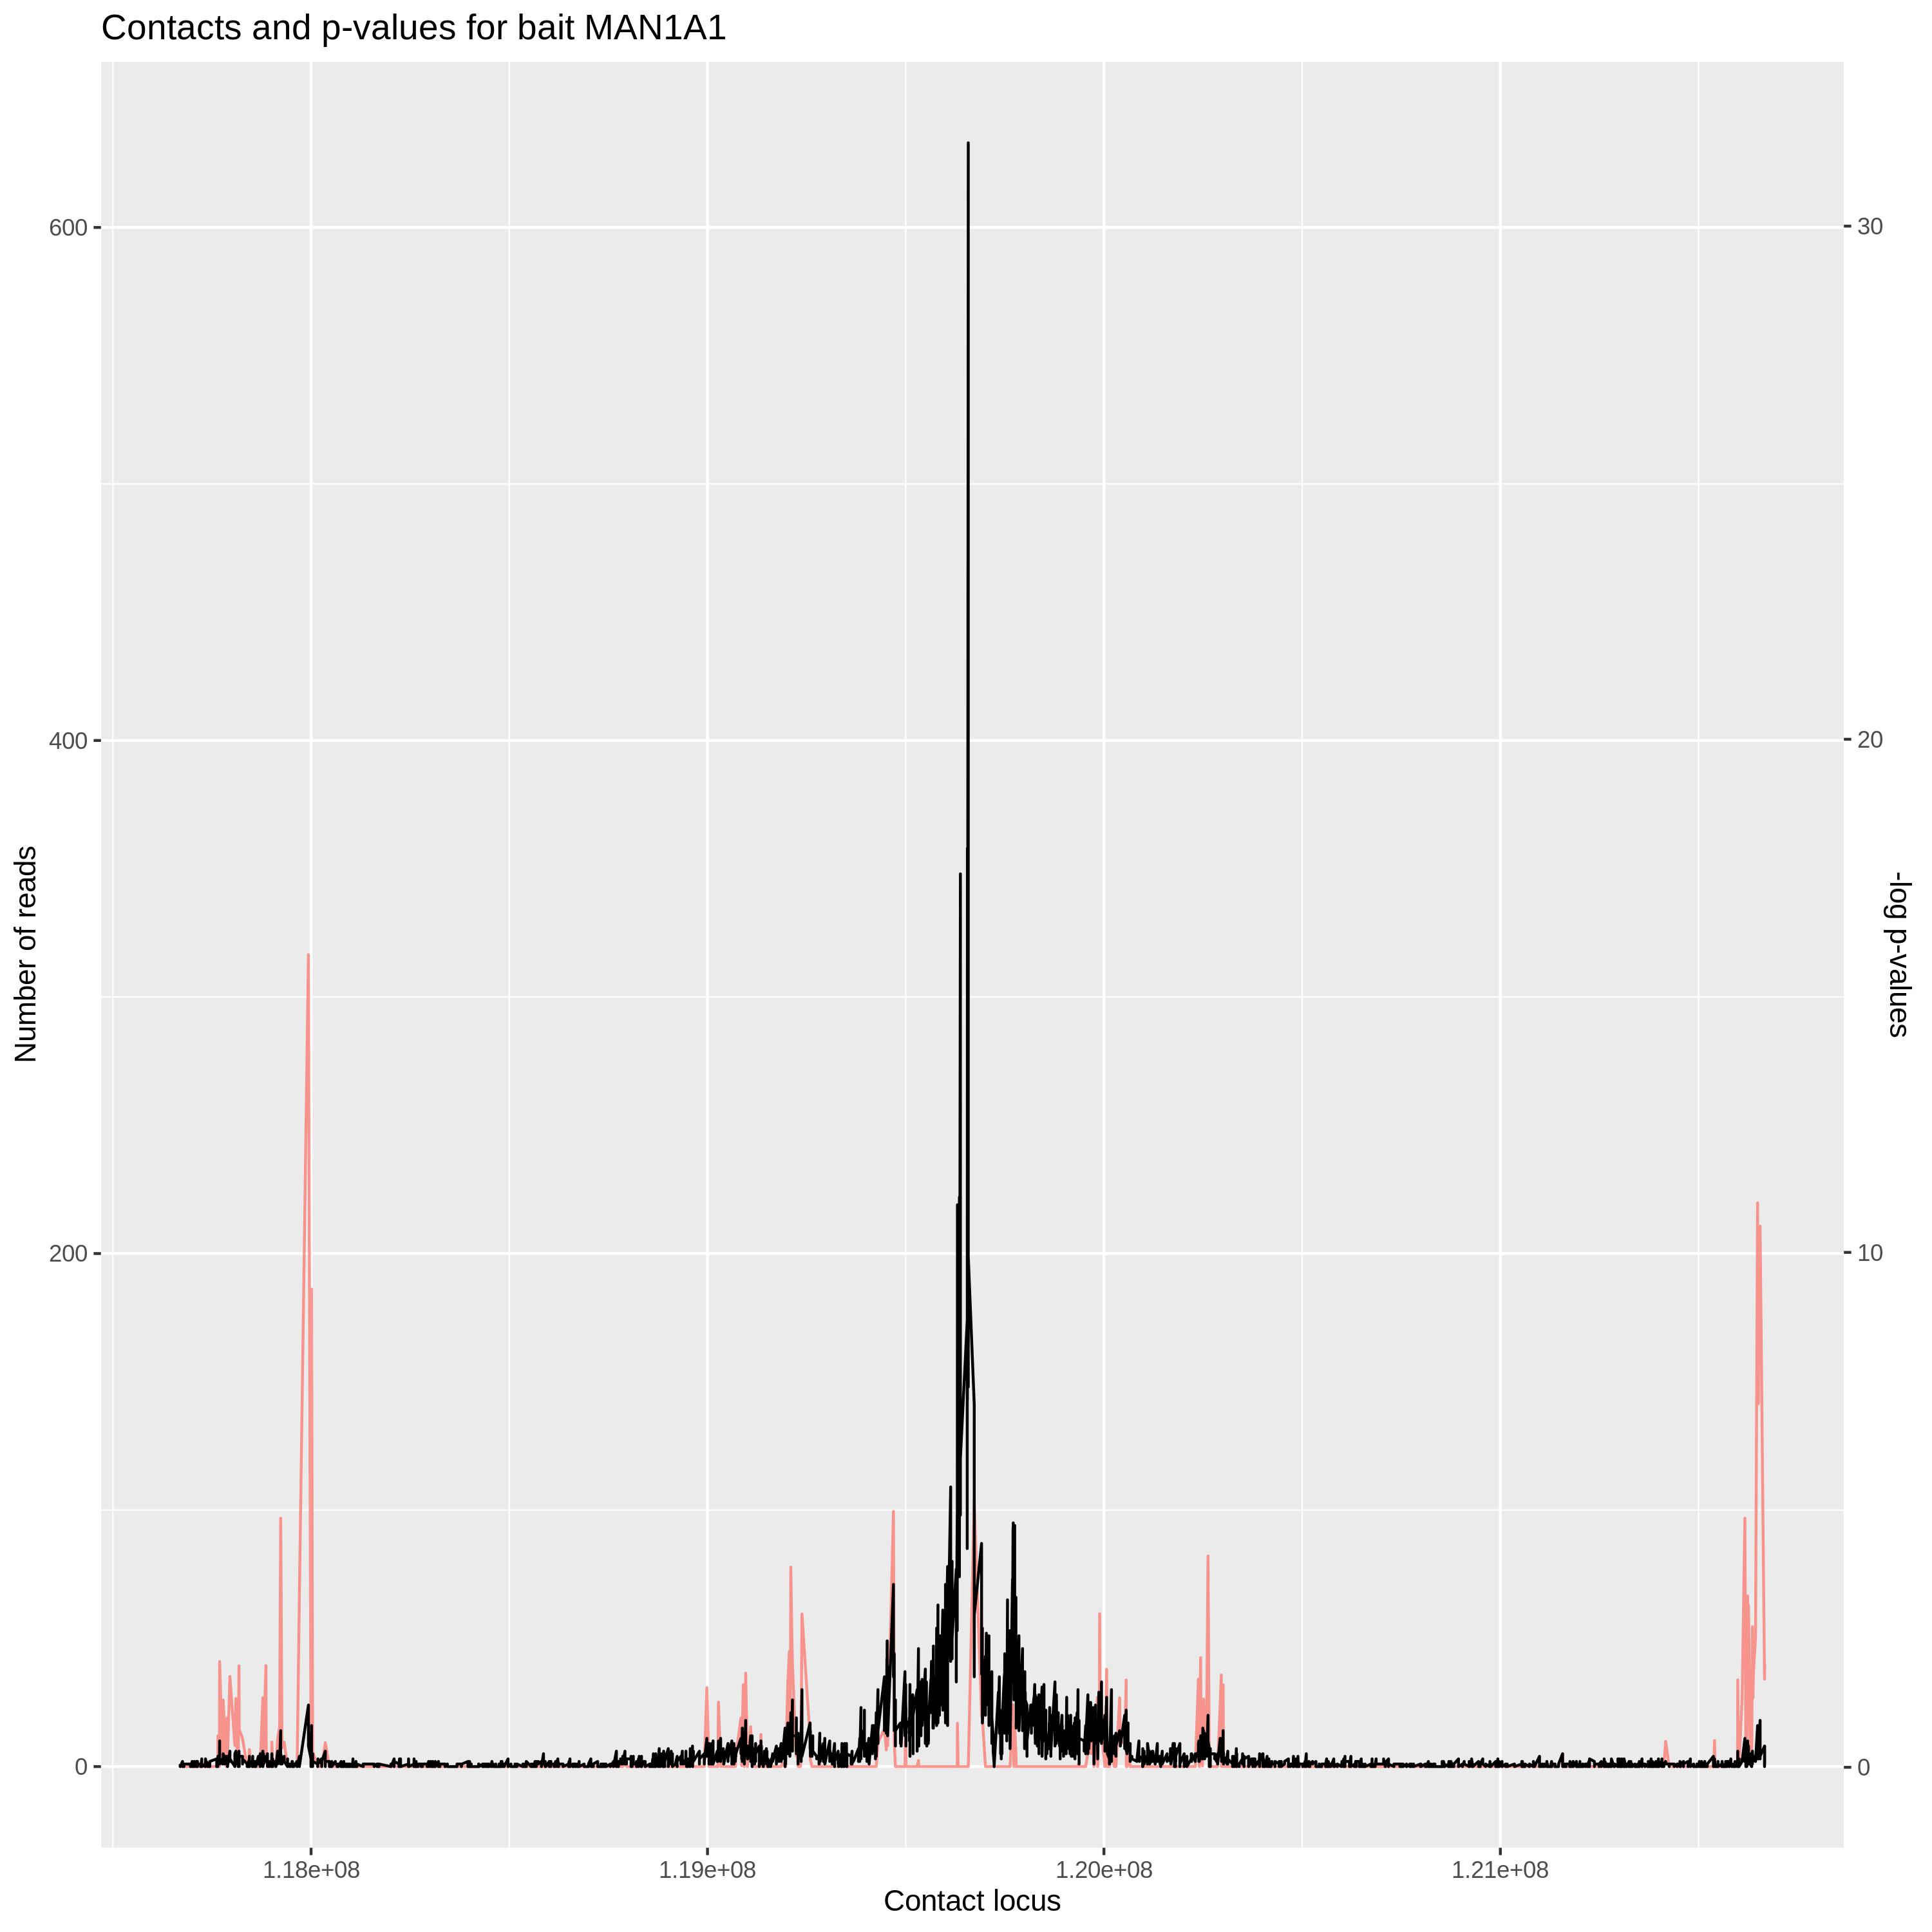 Contacts and p-values for bait MAN1A1
600
400
200
0
30
20
10
0
Number of reads
-log p-values
1.18e+08
1.19e+08
1.20e+08
1.21e+08
Contact locus